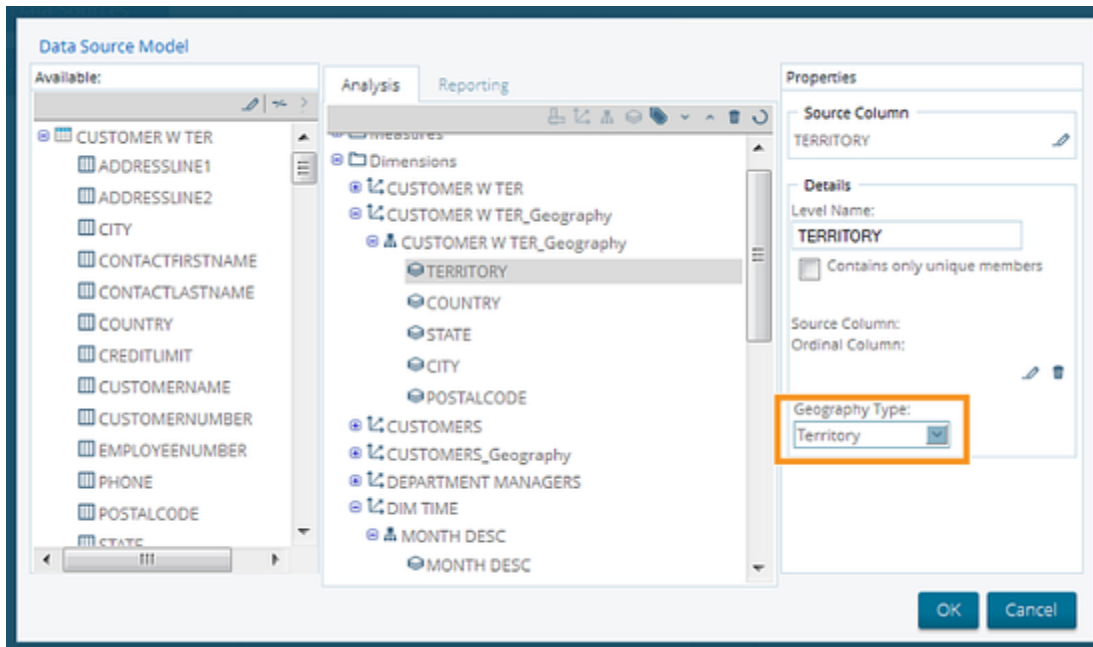 Data Source Model
Available:
CUSTOMER W TER
ADDRESSLINE1
ADDRESSLINE2
CITY
CONTACTFIRSTNAME
CONTACTLASTNAME
COUNTRY
CREDITLIMIT
CUSTOMERNAME
CUSTOMERNUMBER
EMPLOYEENUMBER
PHONE
POSTALCODE
STATE
Analysis Reporting
Measures
Dimensions
CUSTOMER W TER
CUSTOMER W TER_Geography
CUSTOMER W TER_Geography
TERRITORY
COUNTRY
STATE
CITY
POSTALCODE
CUSTOMERS
CUSTOMERS_Geography
DEPARTMENT MANAGERS
DIM TIME
MONTH DESC
MONTH DESC
Properties
Source Column
TERRITORY
Details
Level Name:
TERRITORY
Contains only unique members
Source Column:
Ordinal Column:
Geography Type:
Territory
OK Cancel